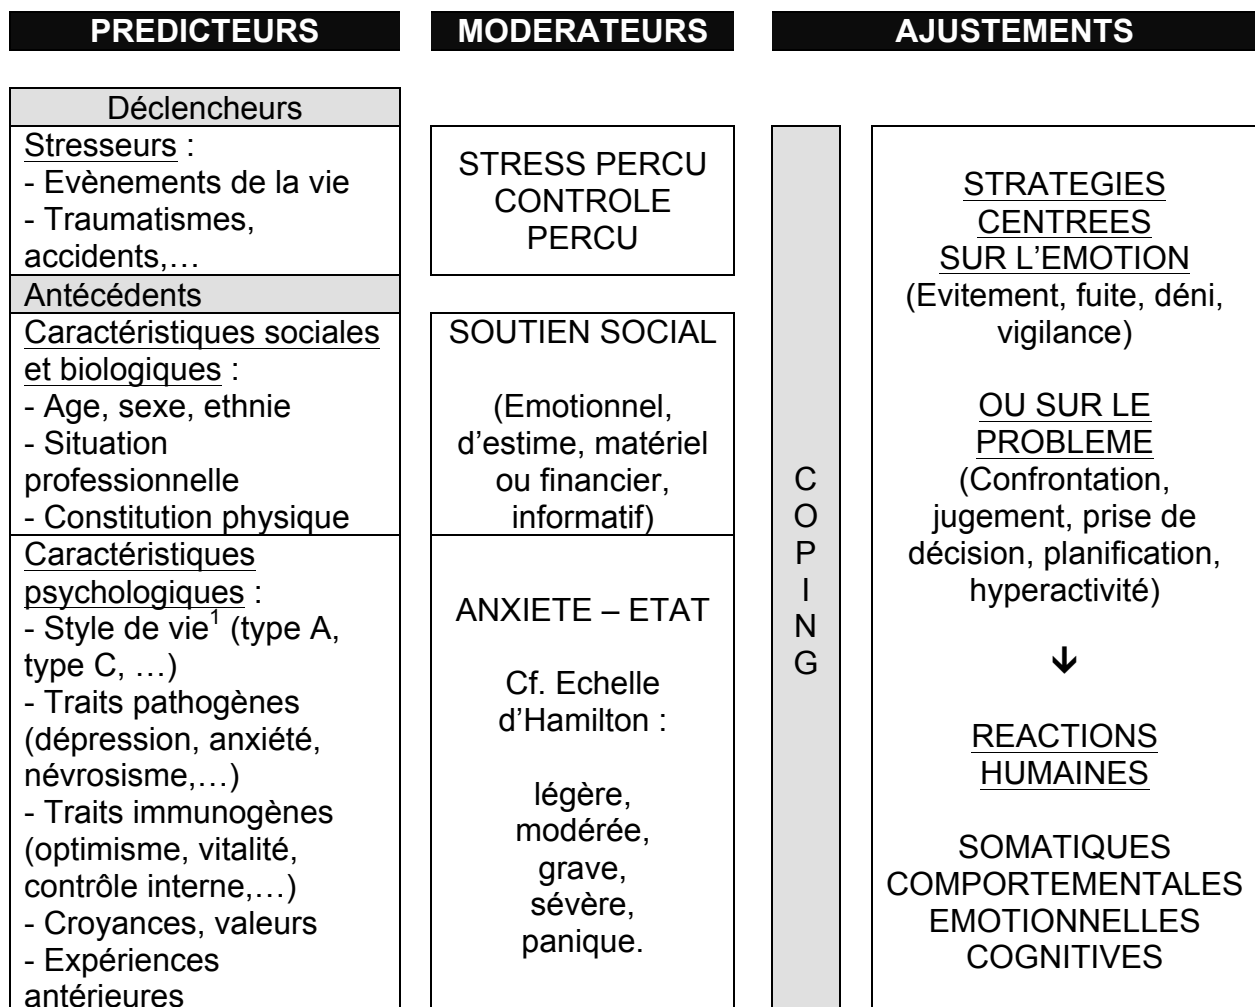 PREDICTEURS
MODERATEURS
AJUSTEMENTS
Déclencheurs
Stresseurs :
- Evènements de la vie
- Traumatismes,
accidents,…
Antécédents
Caractéristiques sociales
et biologiques :
- Age, sexe, ethnie
- Situation
professionnelle
- Constitution physique
Caractéristiques
psychologiques :
- Style de vie¹ (type A,
type C, …)
- Traits pathogènes
(dépression, anxiété,
névrosisme,…)
- Traits immunogènes
(optimisme, vitalité,
contrôle interne,…)
- Croyances, valeurs
- Expériences
antérieures
STRESS PERCU
CONTROLE
PERCU
SOUTIEN SOCIAL
(Emotionnel,
d’estime, matériel
ou financier,
informatif)
ANXIETE – ETAT
Cf. Echelle
d’Hamilton :
légère,
modérée,
grave,
sévère,
panique.
C
O
P
I
N
G
STRATEGIES
CENTREES
SUR L’EMOTION
(Evitement, fuite, déni,
vigilance)
OU SUR LE
PROBLEME
(Confrontation,
jugement, prise de
décision, planification,
hyperactivité)
REACTIONS
HUMAINES
SOMATIQUES
COMPORTEMENTALES
EMOTIONNELLES
COGNITIVES